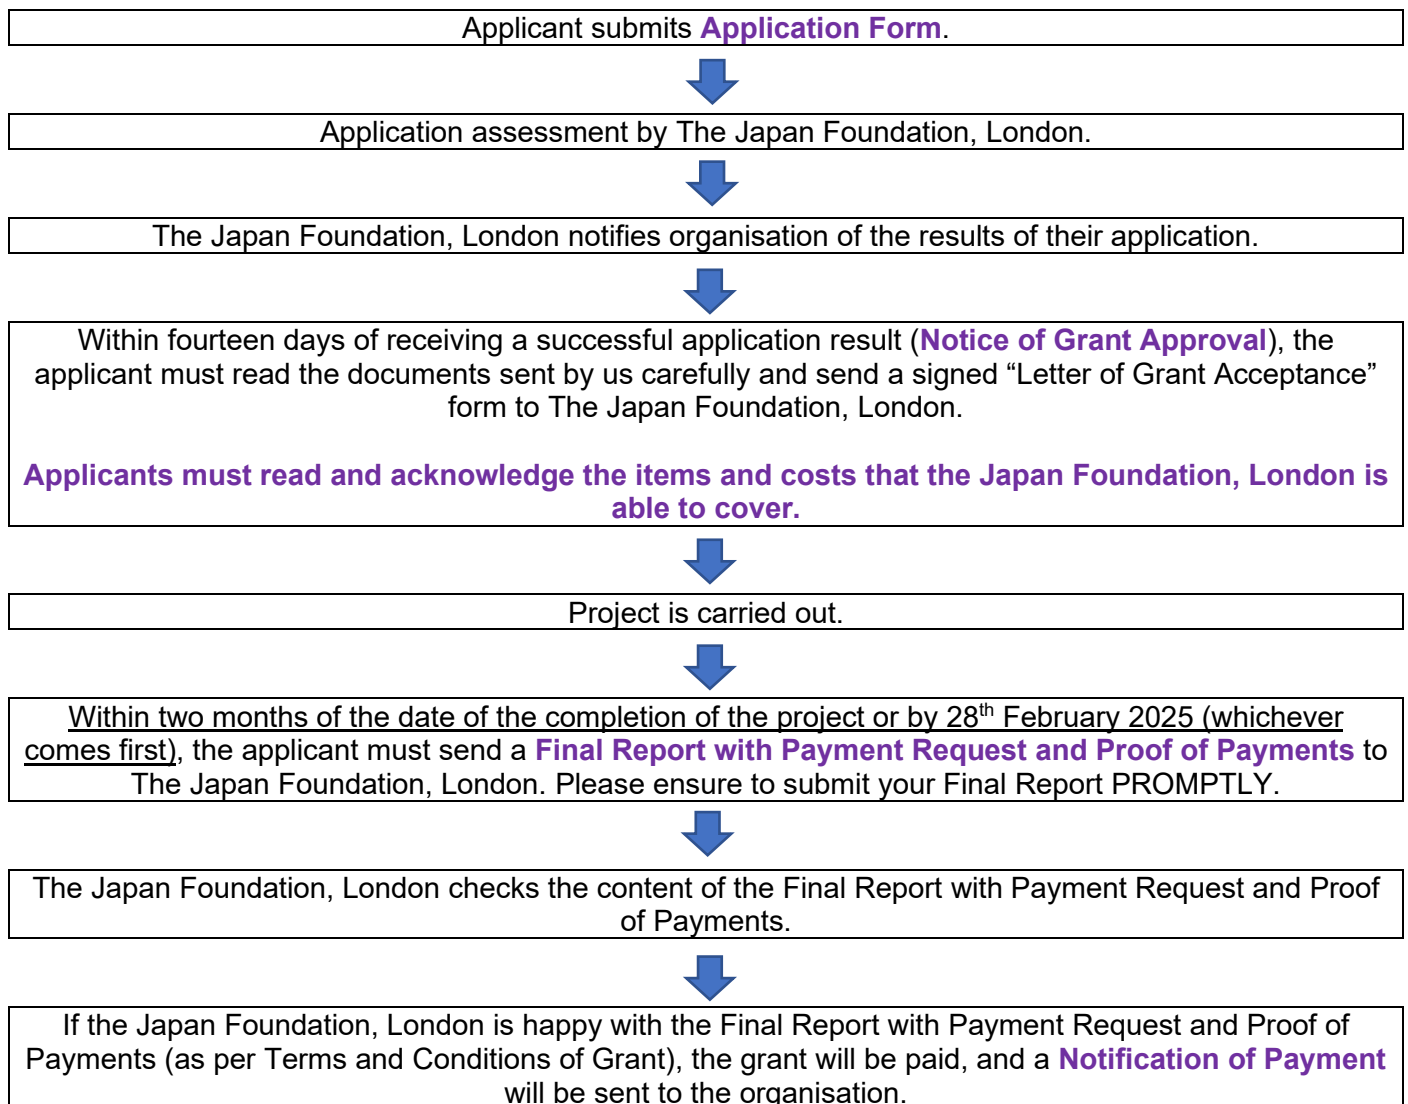 Applicant submits Application Form.
Application assessment by The Japan Foundation, London.
The Japan Foundation, London notifies organisation of the results of their application.
Within fourteen days of receiving a successful application result (Notice of Grant Approval), the
applicant must read the documents sent by us carefully and send a signed “Letter of Grant Acceptance”
form to The Japan Foundation, London.
Applicants must read and acknowledge the items and costs that the Japan Foundation, London is
able to cover.
Project is carried out.
Within two months of the date of the completion of the project or by 28th February 2025 (whichever
comes first), the applicant must send a Final Report with Payment Request and Proof of Payments to
The Japan Foundation, London. Please ensure to submit your Final Report PROMPTLY.
The Japan Foundation, London checks the content of the Final Report with Payment Request and Proof
of Payments.
If the Japan Foundation, London is happy with the Final Report with Payment Request and Proof of
Payments (as per Terms and Conditions of Grant), the grant will be paid, and a Notification of Payment
will be sent to the organisation.